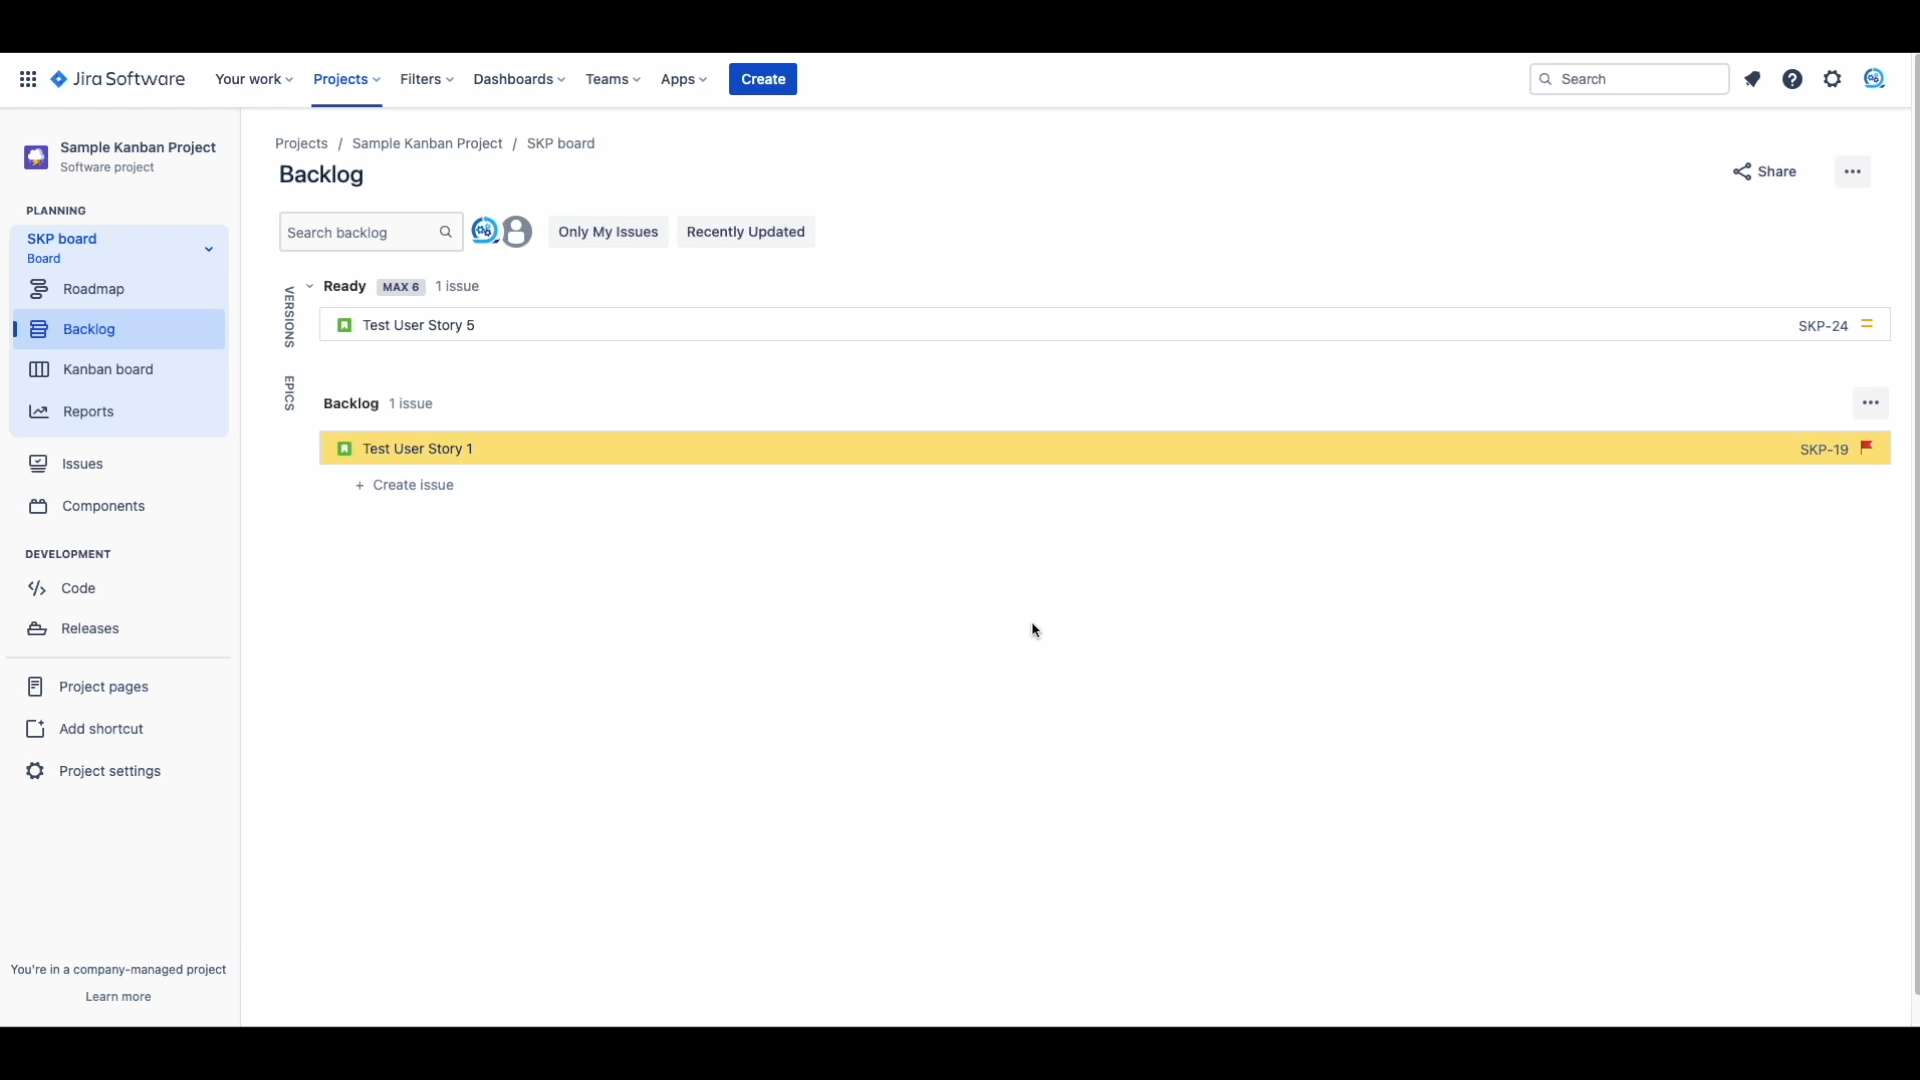 Jira Software
Your work
Projects
Filters
Dashboards
Teams
Apps
Create
Search
Sample Kanban Project
Software project
PLANNING
SKP board
Board
Roadmap
Backlog
Kanban board
Reports
Issues
Components
DEVELOPMENT
Code
Releases
Project pages
Add shortcut
Project settings
You're in a company-managed project
Learn more
Projects / Sample Kanban Project / SKP board
Backlog
Share
Search backlog
Only My Issues
Recently Updated
VERSIONS
EPICS
Ready MAX 6 1 issue
Test User Story 5 SKP-24
Backlog 1 issue
Test User Story 1 SKP-19
+ Create issue